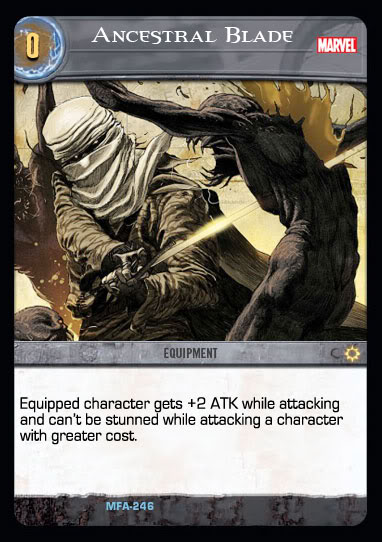 0
Ancestral Blade
MARVEL
EQUIPMENT
C
Equipped character gets +2 ATK while attacking
and can't be stunned while attacking a character
with greater cost.
MFA-246